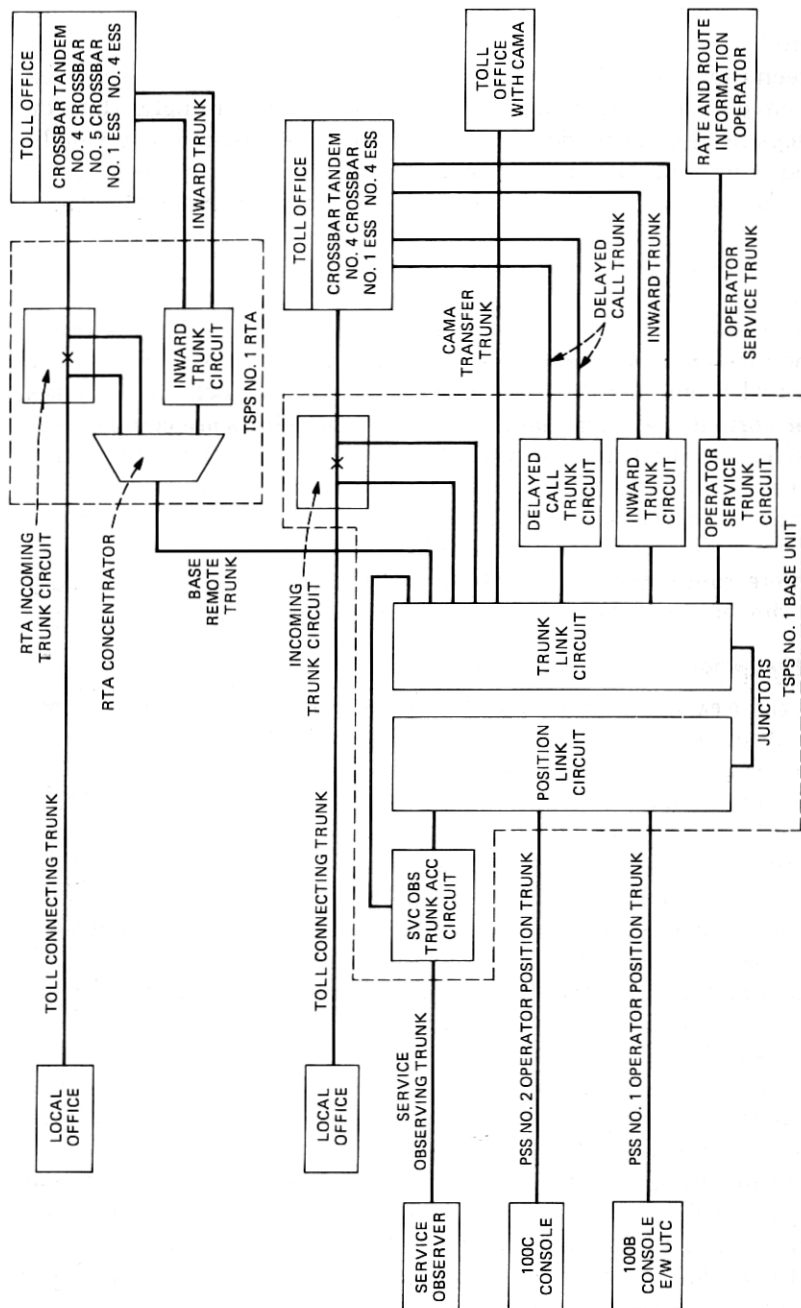 LOCAL
OFFICE
TOLL CONNECTING TRUNK
RTA INCOMING
TRUNK CIRCUIT
RTA CONCENTRATOR
BASE
REMOTE
TRUNK
INWARD
TRUNK
CIRCUIT
TSPS NO. 1 RTA
INWARD TRUNK
TOLL OFFICE
CROSSBAR TANDEM
NO. 4 CROSSBAR
NO. 5 CROSSBAR
NO. 1 ESS NO. 4 ESS
LOCAL
OFFICE
TOLL CONNECTING TRUNK
INCOMING
TRUNK CIRCUIT
TOLL OFFICE
CROSSBAR TANDEM
NO. 4 CROSSBAR
NO. 1 ESS NO. 4 ESS
SERVICE
OBSERVER
SERVICE
OBSERVING TRUNK
SVC OBS
TRUNK ACC
CIRCUIT
CAMA
TRANSFER
TRUNK
TOLL
OFFICE
WITH CAMA
100C
CONSOLE
PSS NO. 2 OPERATOR POSITION TRUNK
POSITION
LINK
CIRCUIT
TRUNK
LINK
CIRCUIT
DELAYED
CALL
TRUNK
CIRCUIT
DELAYED
CALL TRUNK
100B
CONSOLE
E/W UTC
PSS NO. 1 OPERATOR POSITION TRUNK
INWARD
TRUNK
CIRCUIT
INWARD TRUNK
JUNCTORS
OPERATOR
SERVICE
TRUNK
CIRCUIT
OPERATOR
SERVICE TRUNK
RATE AND ROUTE
INFORMATION
OPERATOR
TSPS NO. 1 BASE UNIT